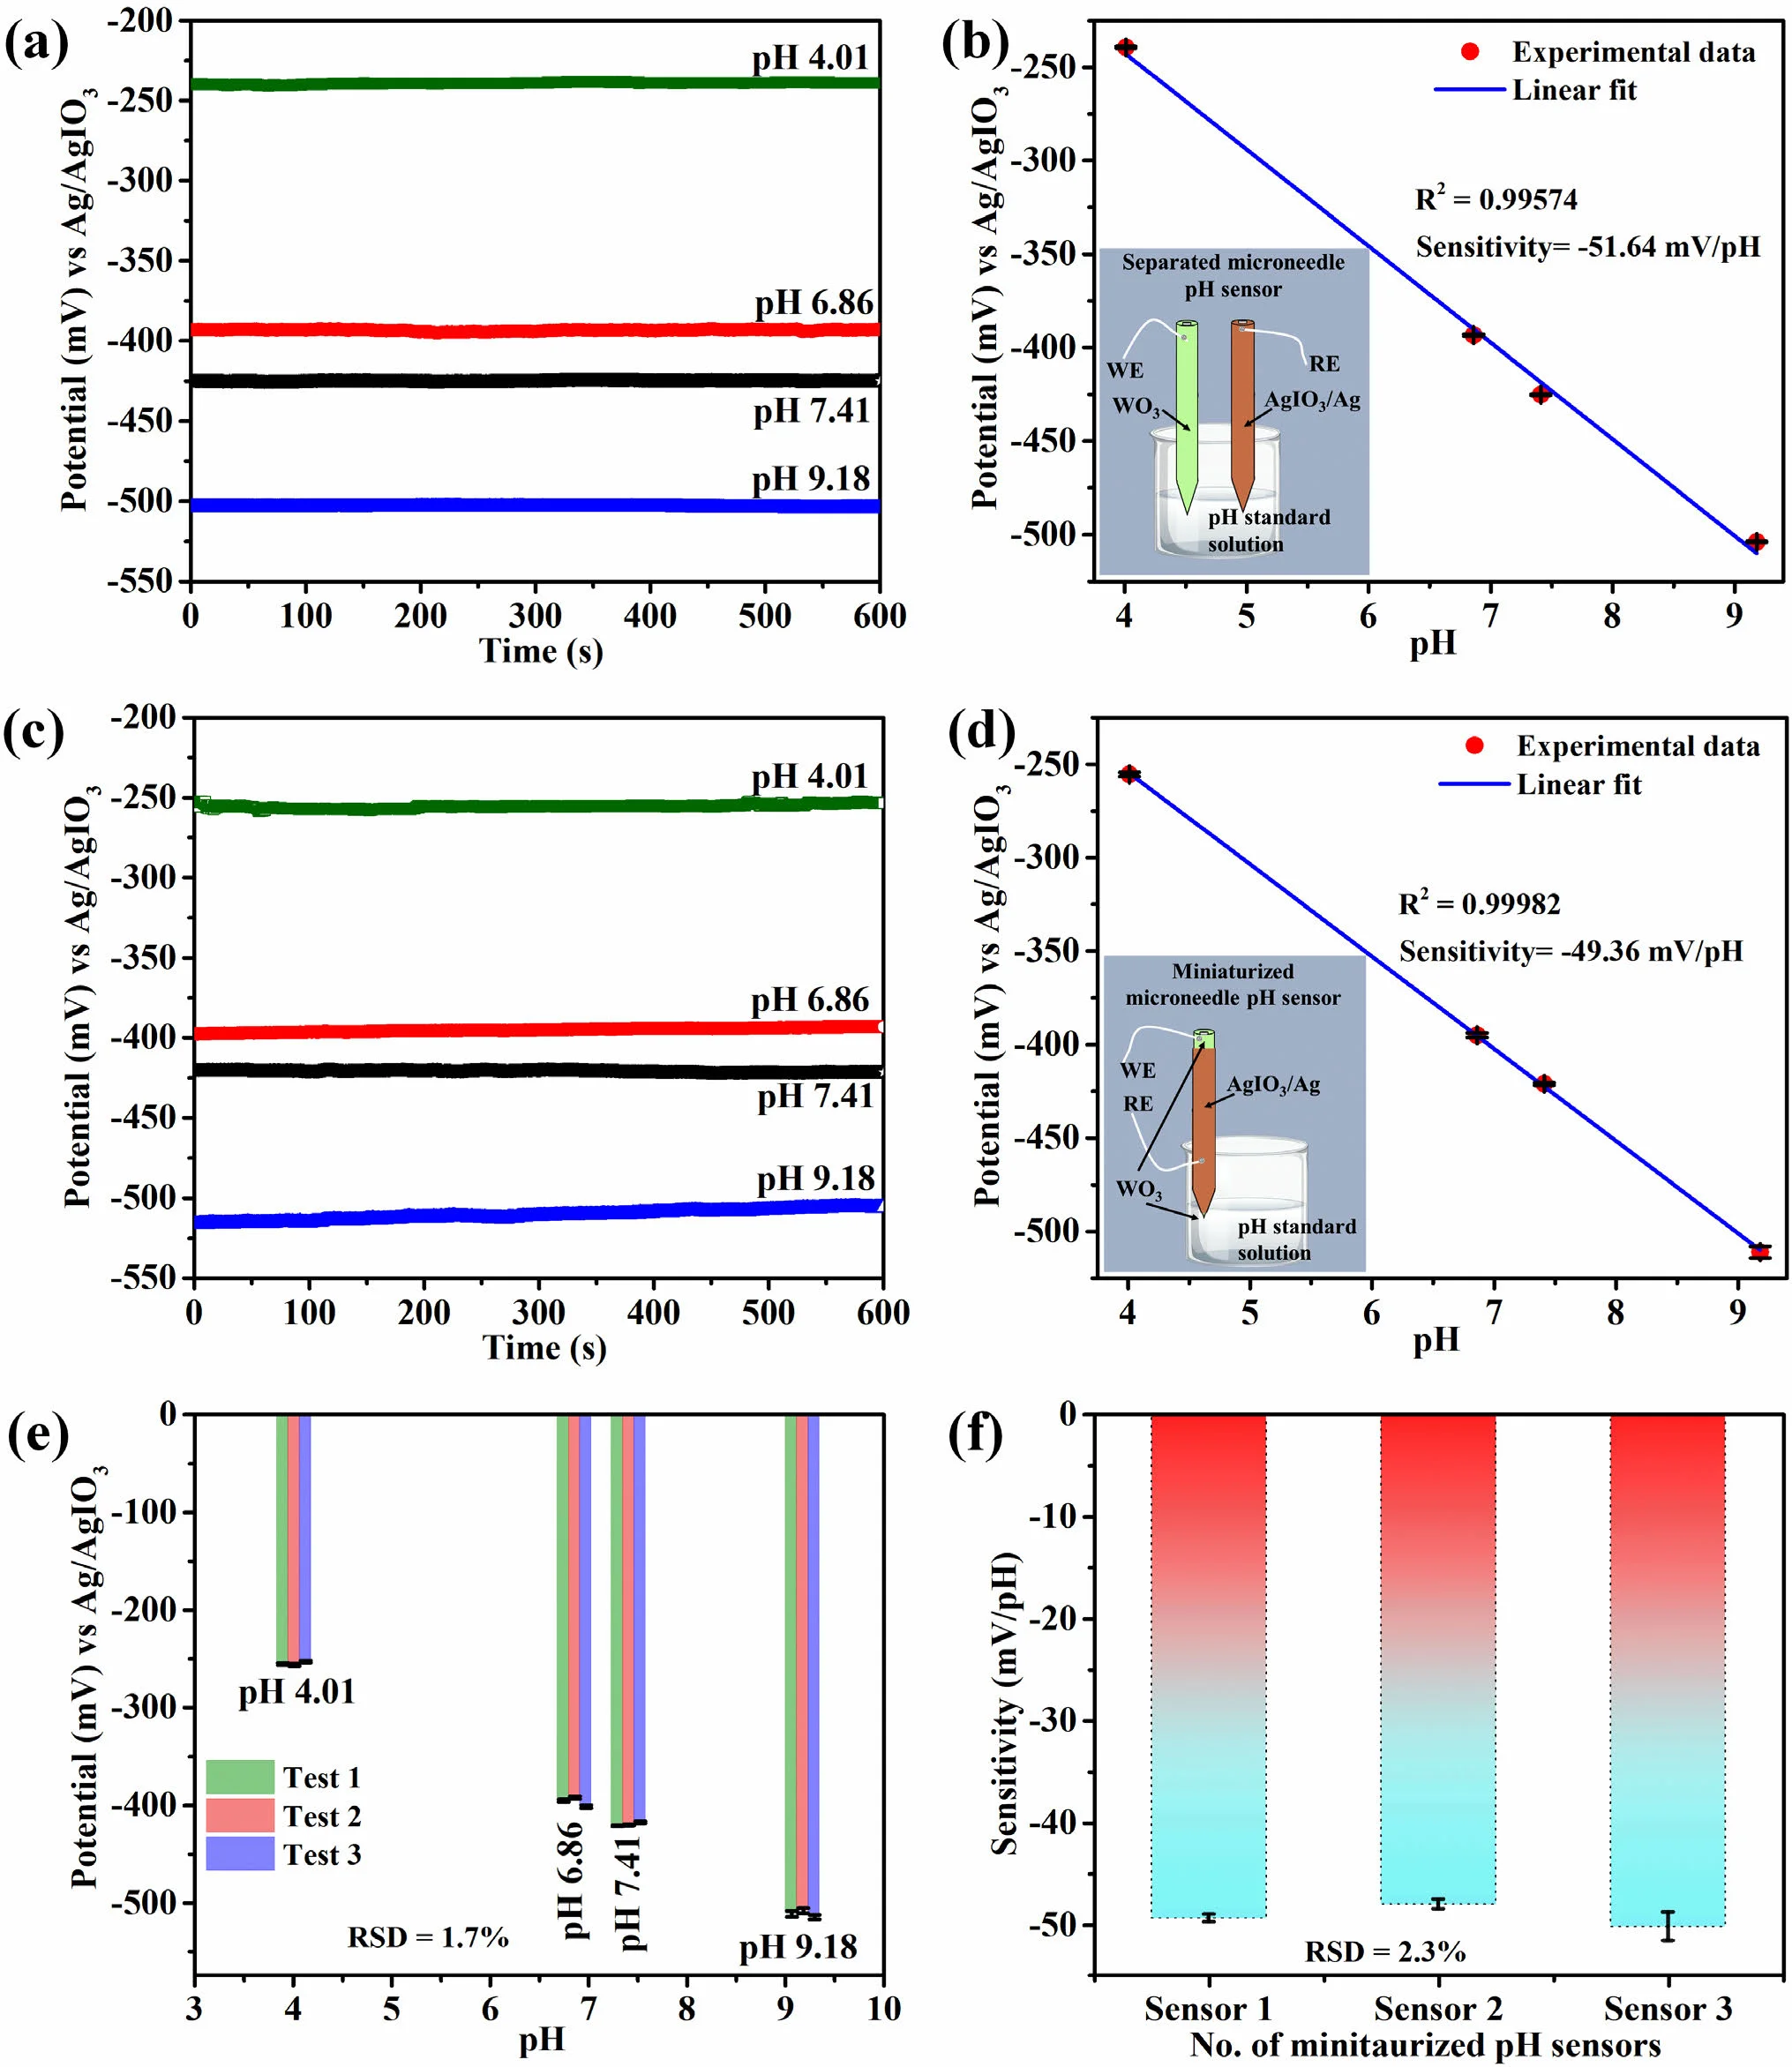 (a)
Potential (mV) vs Ag/AgIO3
-200
-250
-300
-350
-400
-450
-500
-550
pH 4.01
pH 6.86
pH 7.41
pH 9.18
0 100 200 300 400 500 600
Time (s)
(b)
Potential (mV) vs Ag/AgIO3
-250
-300
-350
-400
-450
-500
Experimental data
Linear fit
R2 = 0.99574
Sensitivity= -51.64 mV/pH
Separated microneedle
pH sensor
WE
RE
WO3
AgIO3/Ag
pH standard
solution
4 5 6 7 8 9
pH
(c)
Potential (mV) vs Ag/AgIO3
-200
-250
-300
-350
-400
-450
-500
-550
pH 4.01
pH 6.86
pH 7.41
pH 9.18
0 100 200 300 400 500 600
Time (s)
(d)
Potential (mV) vs Ag/AgIO3
-250
-300
-350
-400
-450
-500
Experimental data
Linear fit
R2 = 0.99982
Sensitivity= -49.36 mV/pH
Miniaturized
microneedle pH sensor
WE
RE
AgIO3/Ag
WO3
pH standard
solution
4 5 6 7 8 9
pH
(e)
Potential (mV) vs Ag/AgIO3
0
-100
-200
-300
-400
-500
pH 4.01
pH 6.86
pH 7.41
pH 9.18
Test 1
Test 2
Test 3
RSD = 1.7%
3 4 5 6 7 8 9 10
pH
(f)
Sensitivity (mV/pH)
0
-10
-20
-30
-40
-50
RSD = 2.3%
Sensor 1 Sensor 2 Sensor 3
No. of minitaurized pH sensors